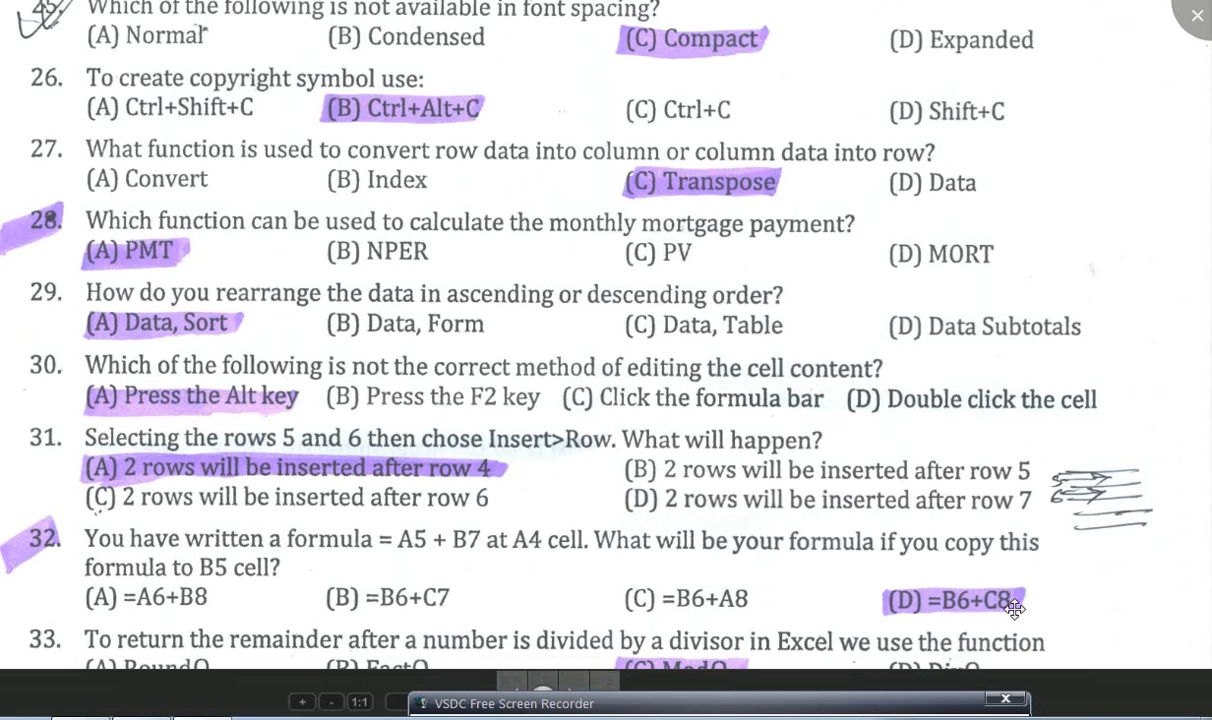 45. Which of the following is not available in font spacing?
(A) Normal (B) Condensed (C) Compact (D) Expanded
26. To create copyright symbol use:
(A) Ctrl+Shift+C (B) Ctrl+Alt+C (C) Ctrl+C (D) Shift+C
27. What function is used to convert row data into column or column data into row?
(A) Convert (B) Index (C) Transpose (D) Data
28. Which function can be used to calculate the monthly mortgage payment?
(A) PMT (B) NPER (C) PV (D) MORT
29. How do you rearrange the data in ascending or descending order?
(A) Data, Sort (B) Data, Form (C) Data, Table (D) Data Subtotals
30. Which of the following is not the correct method of editing the cell content?
(A) Press the Alt key (B) Press the F2 key (C) Click the formula bar (D) Double click the cell
31. Selecting the rows 5 and 6 then chose Insert>Row. What will happen?
(A) 2 rows will be inserted after row 4 (B) 2 rows will be inserted after row 5
(C) 2 rows will be inserted after row 6 (D) 2 rows will be inserted after row 7
5
6
32. You have written a formula = A5 + B7 at A4 cell. What will be your formula if you copy this
formula to B5 cell?
(A) =A6+B8 (B) =B6+C7 (C) =B6+A8 (D) =B6+C8
33. To return the remainder after a number is divided by a divisor in Excel we use the function
(A) Round() (B) Fact() (C) Mod() (D) Div()
+ - 1:1
VSDC Free Screen Recorder